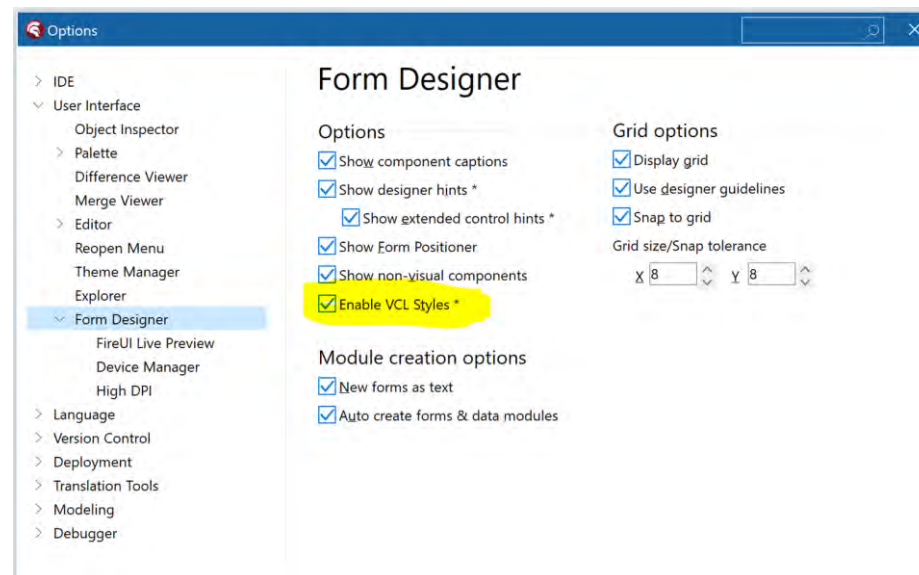 Options
IDE
User Interface
Object Inspector
Palette
Difference Viewer
Merge Viewer
Editor
Reopen Menu
Theme Manager
Explorer
Form Designer
FireUI Live Preview
Device Manager
High DPI
Language
Version Control
Deployment
Translation Tools
Modeling
Debugger
Form Designer
Options
Show component captions
Show designer hints *
Show extended control hints *
Show Form Positioner
Show non-visual components
Enable VCL Styles *
Module creation options
New forms as text
Auto create forms & data modules
Grid options
Display grid
Use designer guidelines
Snap to grid
Grid size/Snap tolerance
X 8 Y 8